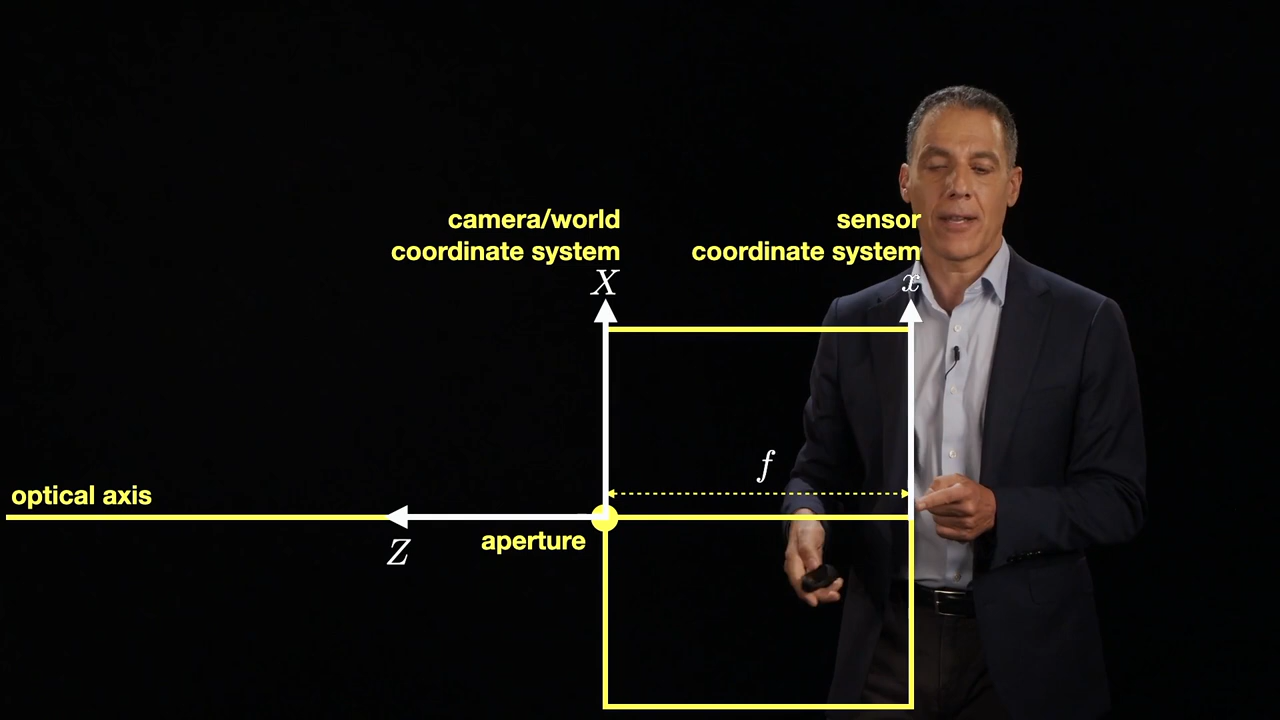 camera/world
coordinate system
X
sensor
coordinate system
x
f
optical axis
Z
aperture